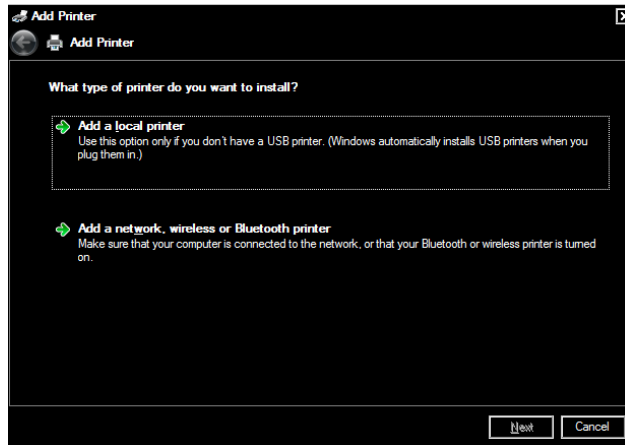 Add Printer
Add Printer
What type of printer do you want to install?
Add a local printer
Use this option only if you don't have a USB printer. (Windows automatically installs USB printers when you
plug them in.)
Add a network, wireless or Bluetooth printer
Make sure that your computer is connected to the network, or that your Bluetooth or wireless printer is turned
on.
Next Cancel